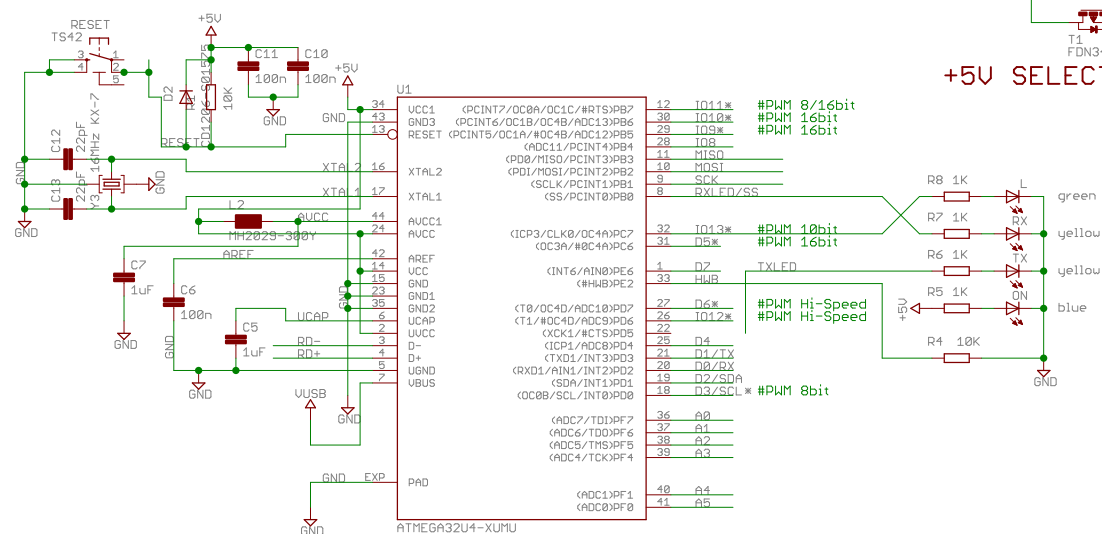 RESET
TS42
3
1
4
2
5
+5V
D2
CD1206-S01575
R1
10K
C11
100n
C10
100n
GND
RESET
+5V
GND
T1
FDN34
+5V SELECT
C12
22pF
16MHz KX-7
Y3
C13
22pF
GND
GND
GND
XTAL2
XTAL1
L2
MH2029-300Y
AVCC
AREF
C7
1uF
GND
C6
100n
GND
UCAP
C5
1uF
GND
RD-
RD+
VUSB
GND
GND
GND
EXP
GND
U1
34 VCC1
43 GND3
13 RESET
16 XTAL2
17 XTAL1
44 AVCC1
24 AVCC
42 AREF
14 VCC
15 GND
23 GND1
35 GND2
6 UCAP
2 UVCC
3 D-
4 D+
5 UGND
7 VBUS
PAD
(PCINT7/OC0A/OC1C/#RTS)PB7 12 IO11* #PWM 8/16bit
(PCINT6/OC1B/OC4B/ADC13)PB6 30 IO10* #PWM 16bit
(PCINT5/OC1A/#OC4B/ADC12)PB5 29 IO9* #PWM 16bit
(ADC11/PCINT4)PB4 28 IO8
(PD0/MISO/PCINT3)PB3 11 MISO
(PDI/MOSI/PCINT2)PB2 10 MOSI
(SCLK/PCINT1)PB1 9 SCK
(SS/PCINT0)PB0 8 RXLED/SS
(ICP3/CLK0/OC4A)PC7 32 IO13* #PWM 10bit
(OC3A/#0C4A)PC6 31 D5* #PWM 16bit
(INT6/AIN0)PE6 1 D7 TXLED
(#HWB)PE2 33 HWB
(T0/OC4D/ADC10)PD7 27 D6* #PWM Hi-Speed
(T1/#OC4D/ADC9)PD6 26 IO12* #PWM Hi-Speed
(XCK1/#CTS)PD5 22
(ICP1/ADC8)PD4 25 D4
(TXD1/INT3)PD3 21 D1/TX
(RXD1/AIN1/INT2)PD2 20 D0/RX
(SDA/INT1)PD1 19 D2/SDA
(OC0B/SCL/INT0)PD0 18 D3/SCL* #PWM 8bit
(ADC7/TDI)PF7 36 A0
(ADC6/TDO)PF6 37 A1
(ADC5/TMS)PF5 38 A2
(ADC4/TCK)PF4 39 A3
(ADC1)PF1 40 A4
(ADC0)PF0 41 A5
ATMEGA32U4-XUMU
R8 1K L green
R7 1K RX yellow
R6 1K TX yellow
+5V R5 1K ON blue
R4 10K
GND